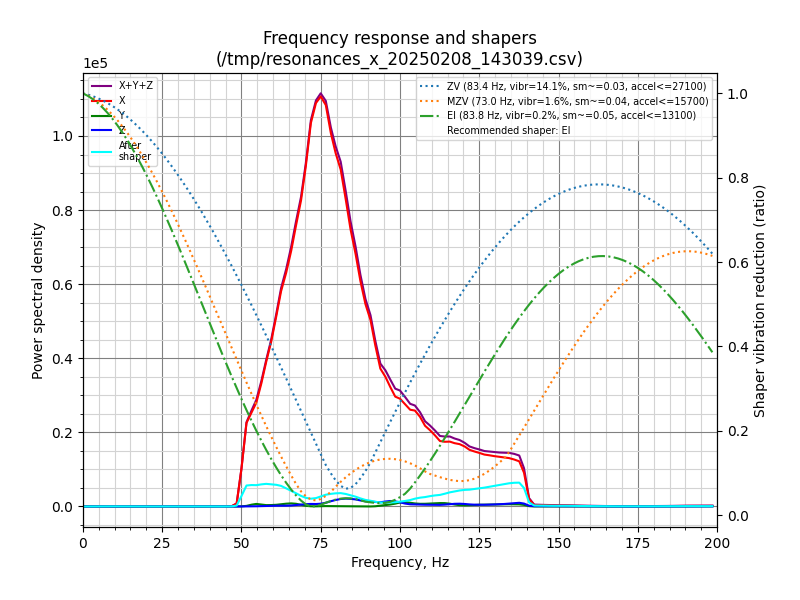 Frequency response and shapers
(/tmp/resonances_x_20250208_143039.csv)
1e5
X+Y+Z
X
Y
Z
After
shaper
ZV (83.4 Hz, vibr=14.1%, sm~=0.03, accel<=27100)
MZV (73.0 Hz, vibr=1.6%, sm~=0.04, accel<=15700)
EI (83.8 Hz, vibr=0.2%, sm~=0.05, accel<=13100)
Recommended shaper: EI
Power spectral density
1.0
0.8
0.6
0.4
0.2
0.0
1.0
0.8
0.6
0.4
0.2
0.0
Shaper vibration reduction (ratio)
0 25 50 75 100 125 150 175 200
Frequency, Hz